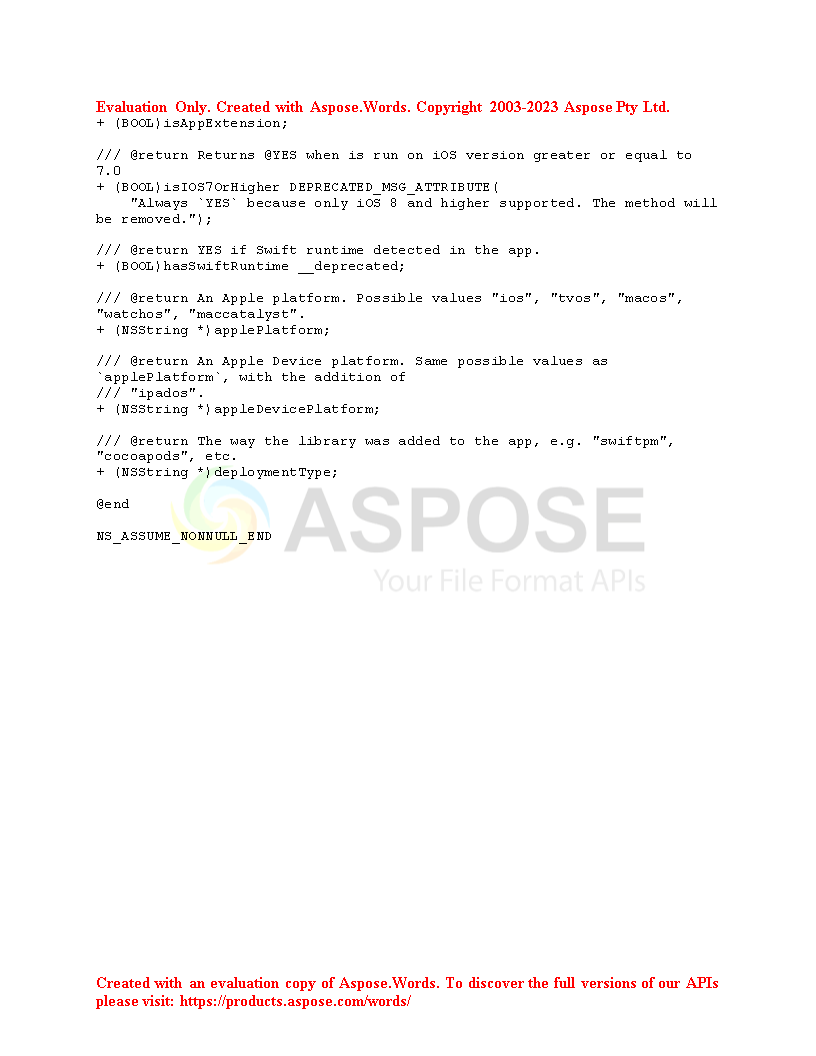 Evaluation Only. Created with Aspose.Words. Copyright 2003-2023 Aspose Pty Ltd.
+ (BOOL)isAppExtension;
/// @return Returns @YES when is run on iOS version greater or equal to
7.0
+ (BOOL)isIOS7OrHigher DEPRECATED_MSG_ATTRIBUTE(
    "Always `YES` because only iOS 8 and higher supported. The method will
be removed.");
/// @return YES if Swift runtime detected in the app.
+ (BOOL)hasSwiftRuntime __deprecated;
/// @return An Apple platform. Possible values "ios", "tvos", "macos",
"watchos", "maccatalyst".
+ (NSString *)applePlatform;
/// @return An Apple Device platform. Same possible values as
`applePlatform`, with the addition of
/// "ipados".
+ (NSString *)appleDevicePlatform;
/// @return The way the library was added to the app, e.g. "swiftpm",
"cocoapods", etc.
+ (NSString *)deploymentType;
@end
NS_ASSUME_NONNULL_END
ASPOSE
Your File Format APIs
Created with an evaluation copy of Aspose.Words. To discover the full versions of our APIs
please visit: https://products.aspose.com/words/